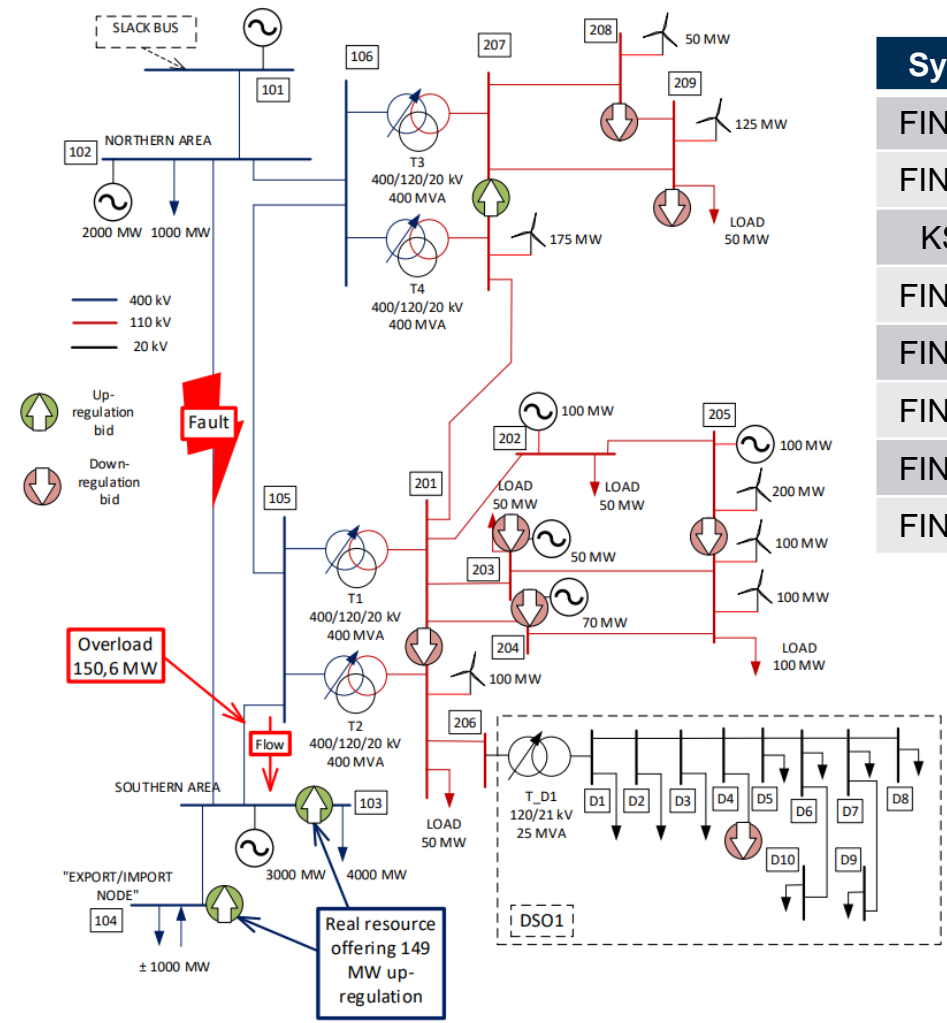 SLACK BUS
101
106
207
208
50 MW
209
125 MW
Sy
FIN
FIN
KS
FIN
FIN
FIN
FIN
FIN
NORTHERN AREA
102
2000 MW
1000 MW
T3
400/120/20 kV
400 MVA
T4
400/120/20 kV
400 MVA
175 MW
LOAD
50 MW
400 kV
110 kV
20 kV
Up-
regulation
bid
Down-
regulation
bid
Fault
105
201
202
100 MW
205
100 MW
200 MW
100 MW
100 MW
LOAD
100 MW
LOAD
50 MW
LOAD
50 MW
203
50 MW
204
70 MW
T1
400/120/20 kV
400 MVA
T2
400/120/20 kV
400 MVA
100 MW
206
LOAD
50 MW
Overload
150,6 MW
Flow
SOUTHERN AREA
103
3000 MW
4000 MW
"EXPORT/IMPORT
NODE"
104
± 1000 MW
Real resource
offering 149
MW up-
regulation
T_D1
120/21 kV
25 MVA
D1
D2
D3
D4
D5
D6
D7
D8
D10
D9
DSO1